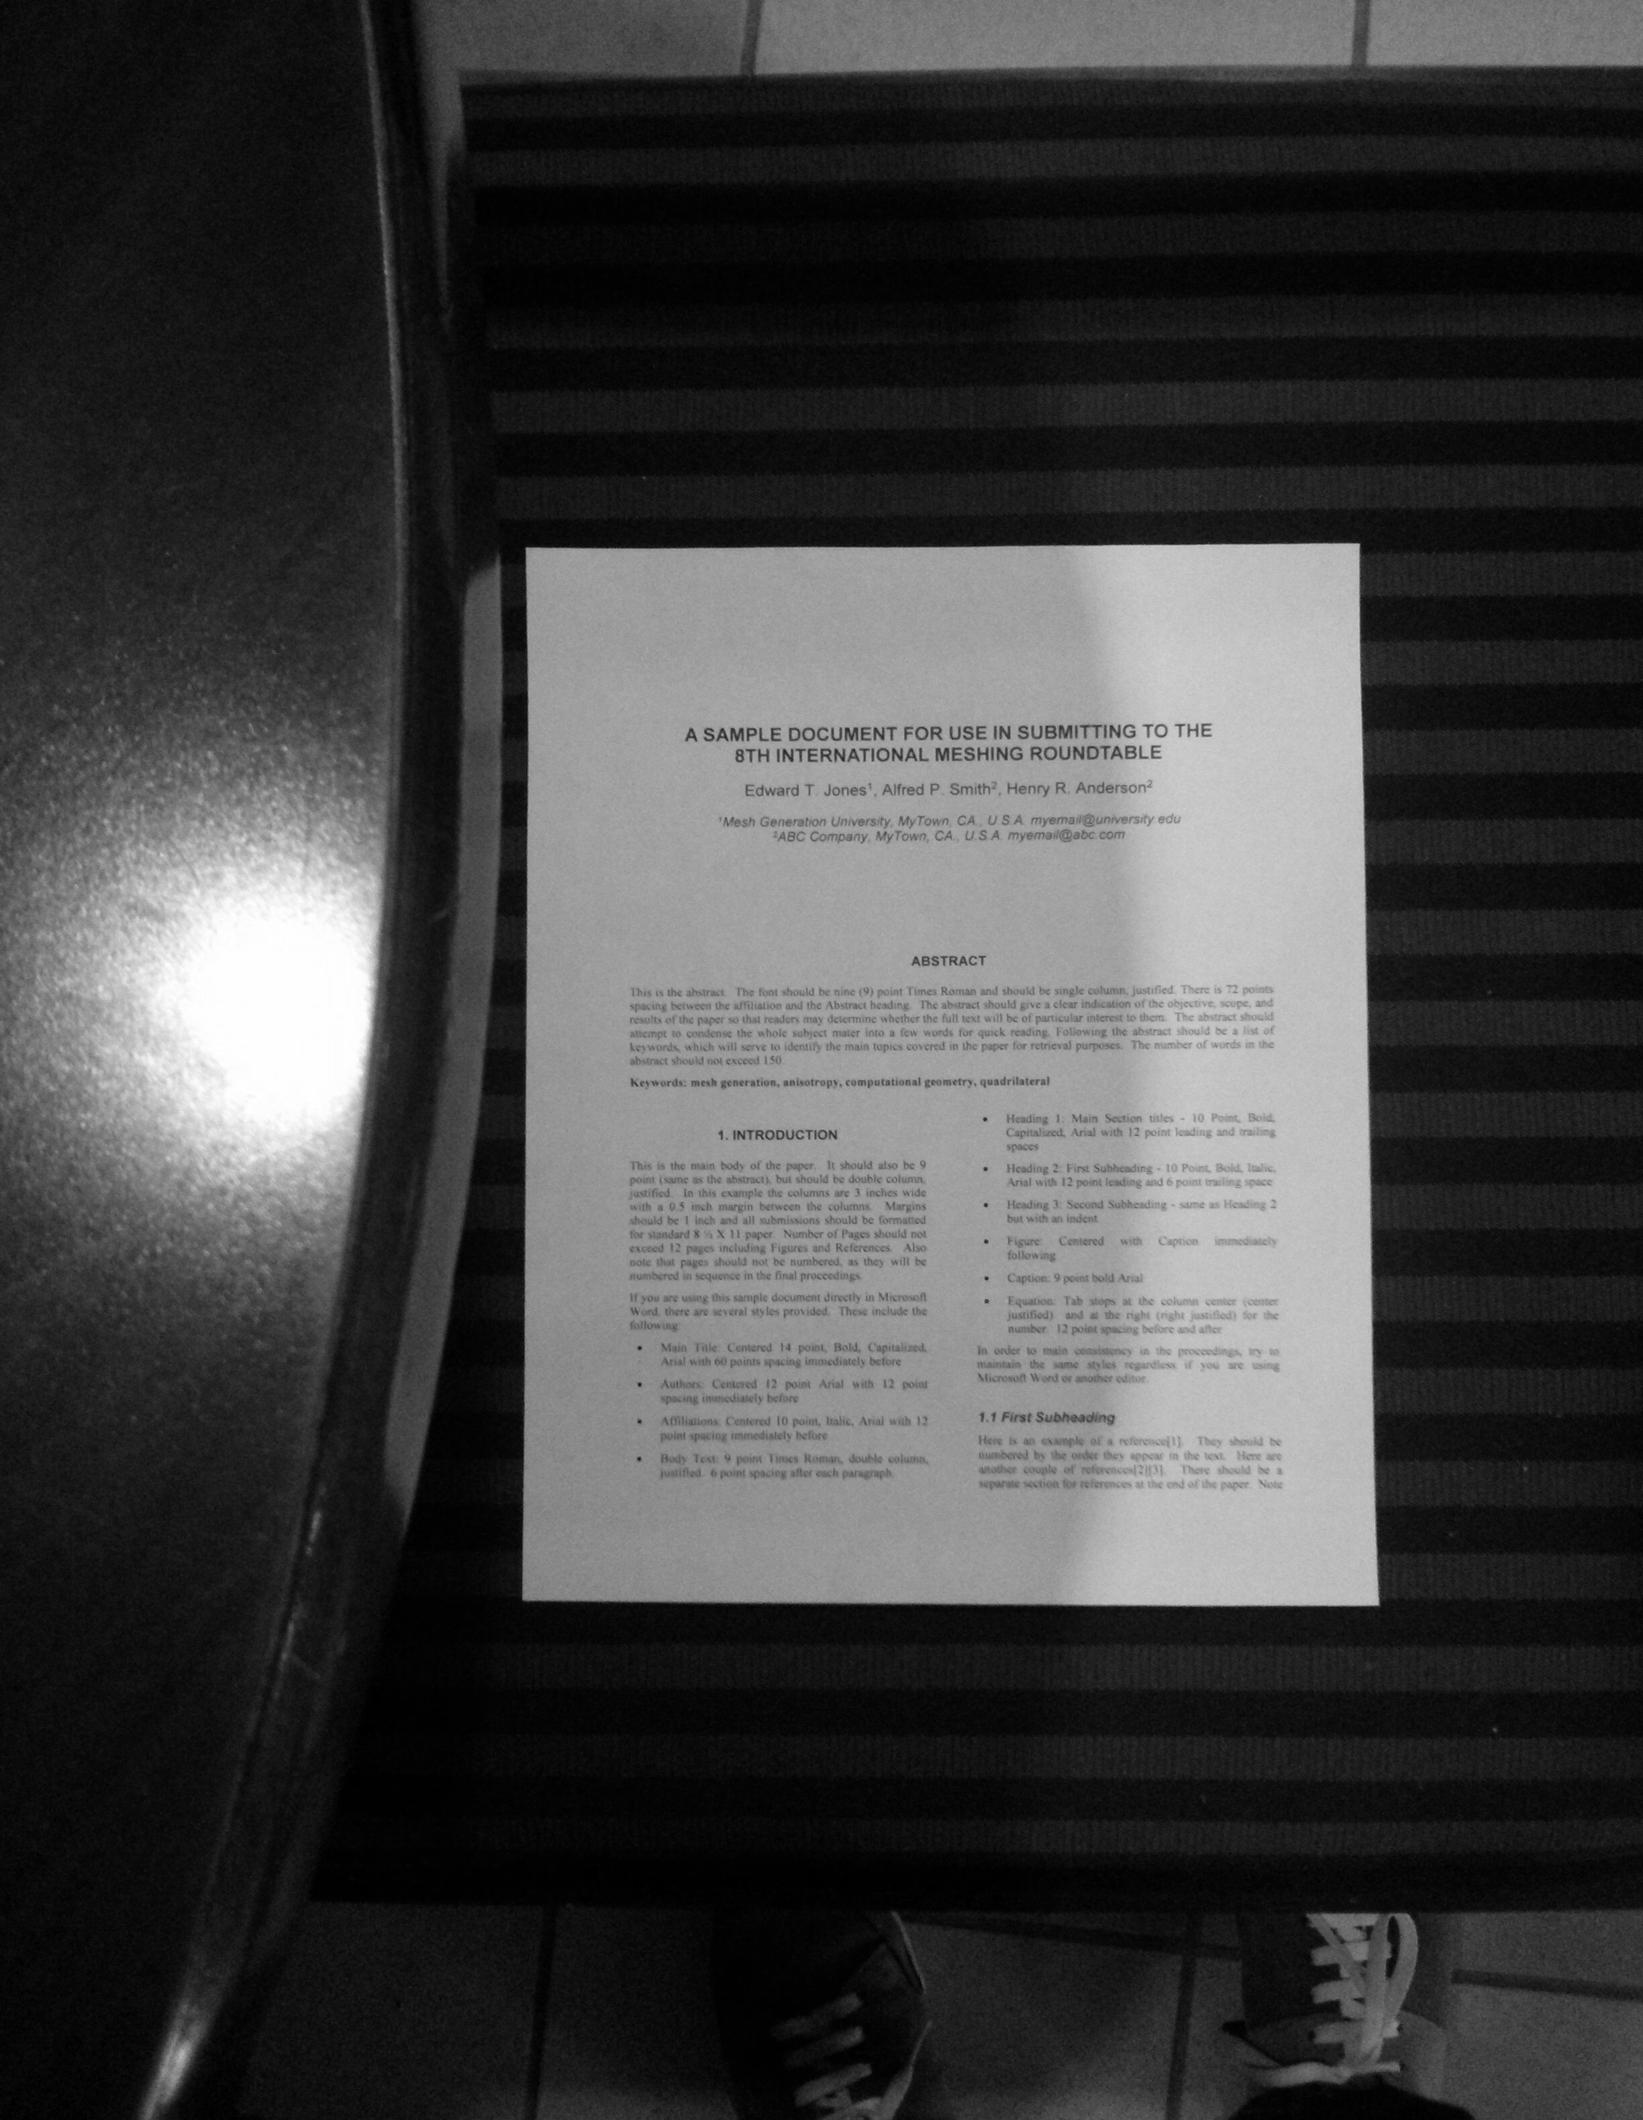 A SAMPLE DOCUMENT FOR USE IN SUBMITTING TO THE
8TH INTERNATIONAL MESHING ROUNDTABLE
Edward T. Jones¹, Alfred P. Smith², Henry R. Anderson²
¹Mesh Generation University, MyTown, CA., U.S.A. myemail@university.edu
²ABC Company, MyTown, CA., U.S.A. myemail@abc.com
ABSTRACT
This is the abstract. The font should be nine (9) point Times Roman and should be single column, justified. There is 72 points
spacing between the affiliation and the Abstract heading. The abstract should give a clear indication of the objective, scope, and
results of the paper so that readers may determine whether the full text will be of particular interest to them. The abstract should
attempt to condense the whole subject mater into a few words for quick reading. Following the abstract should be a list of
keywords, which will serve to identify the main topics covered in the paper for retrieval purposes. The number of words in the
abstract should not exceed 150.
Keywords: mesh generation, anisotropy, computational geometry, quadrilateral
1. INTRODUCTION
This is the main body of the paper. It should also be 9
point (same as the abstract), but should be double column,
justified. In this example the columns are 3 inches wide
with a 0.5 inch margin between the columns. Margins
should be 1 inch and all submissions should be formatted
for standard 8 ½ X 11 paper. Number of Pages should not
exceed 12 pages including Figures and References. Also
note that pages should not be numbered, as they will be
numbered in sequence in the final proceedings.
If you are using this sample document directly in Microsoft
Word, there are several styles provided. These include the
following:
• Main Title: Centered 14 point, Bold, Capitalized,
Arial with 60 points spacing immediately before
• Authors: Centered 12 point Arial with 12 point
spacing immediately before
• Affiliations: Centered 10 point, Italic, Arial with 12
point spacing immediately before
• Body Text: 9 point Times Roman, double column,
justified. 6 point spacing after each paragraph.
• Heading 1: Main Section titles - 10 Point, Bold,
Capitalized, Arial with 12 point leading and trailing
spaces
• Heading 2: First Subheading - 10 Point, Bold, Italic,
Arial with 12 point leading and 6 point trailing space
• Heading 3: Second Subheading - same as Heading 2
but with an indent
• Figure: Centered with Caption immediately
following
• Caption: 9 point bold Arial
• Equation: Tab stops at the column center (center
justified) and at the right (right justified) for the
number. 12 point spacing before and after
In order to main consistency in the proceedings, try to
maintain the same styles regardless if you are using
Microsoft Word or another editor.
1.1 First Subheading
Here is an example of a reference[1]. They should be
numbered by the order they appear in the text. Here are
another couple of references[2][3]. There should be a
separate section for references at the end of the paper. Note